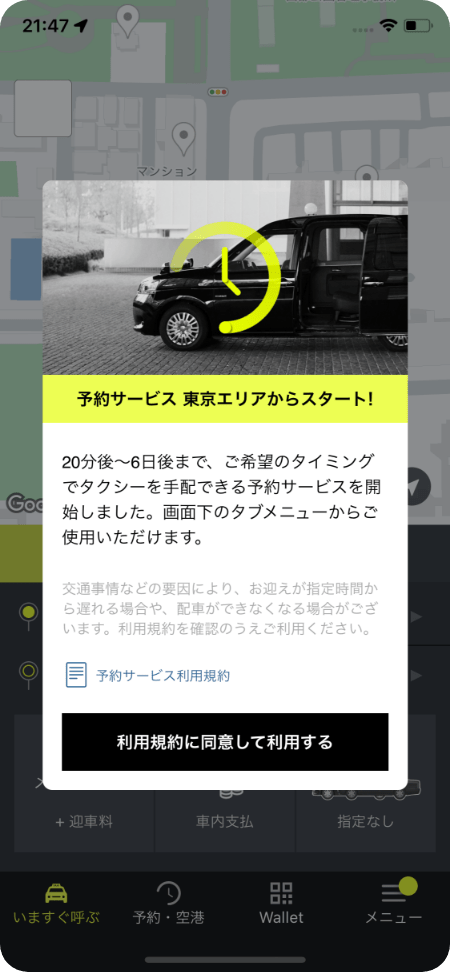 21:47
マンション
予約サービス 東京エリアからスタート!
20分後〜6日後まで、ご希望のタイミング
でタクシーを手配できる予約サービスを開
始しました。画面下のタブメニューからご
使用いただけます。
Goo
交通事情などの要因により、お迎えが指定時間か
ら遅れる場合や、配車ができなくなる場合がござ
います。利用規約を確認のうえご利用ください。
予約サービス利用規約
利用規約に同意して利用する
+ 迎車料
車内支払
指定なし
いますぐ呼ぶ
予約・空港
Wallet
メニュー